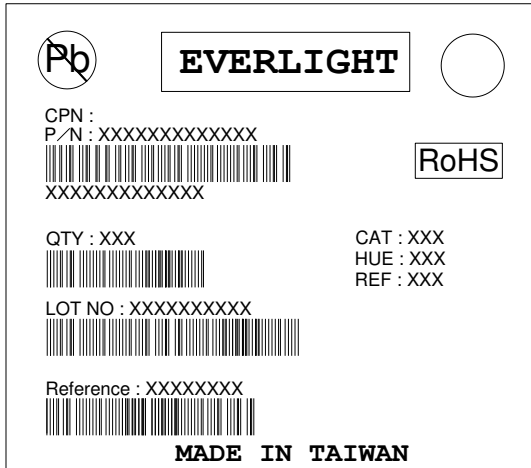 Pb
EVERLIGHT
CPN :
P/N : XXXXXXXXXXXXX
RoHS
XXXXXXXXXXXXX
QTY : XXX
CAT : XXX
HUE : XXX
REF : XXX
LOT NO : XXXXXXXXXX
Reference : XXXXXXXX
MADE IN TAIWAN